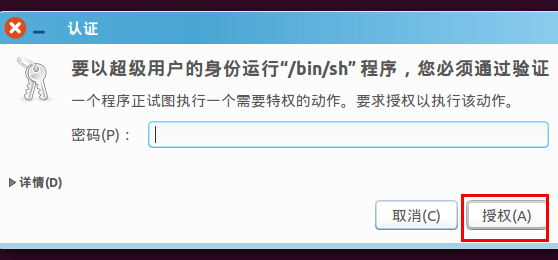 认证
要以超级用户的身份运行“/bin/sh” 程序，您必须通过验证
一个程序正试图执行一个需要特权的动作。要求授权以执行该动作。
密码(P)：
详情(D)
取消(C)
授权(A)